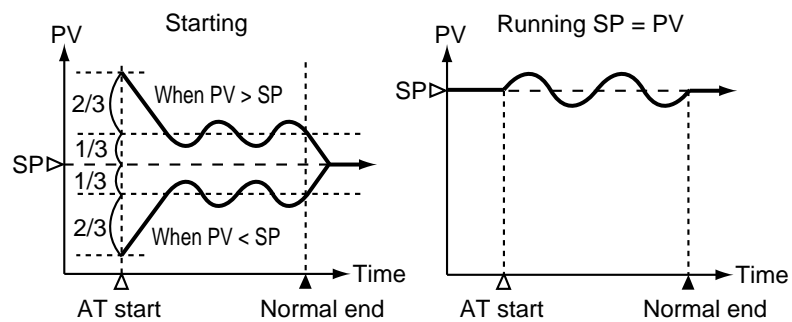 Starting
PV
2/3
When PV > SP
1/3
SP
1/3
2/3
When PV < SP
Time
AT start
Normal end
Running SP = PV
PV
SP
Time
AT start
Normal end